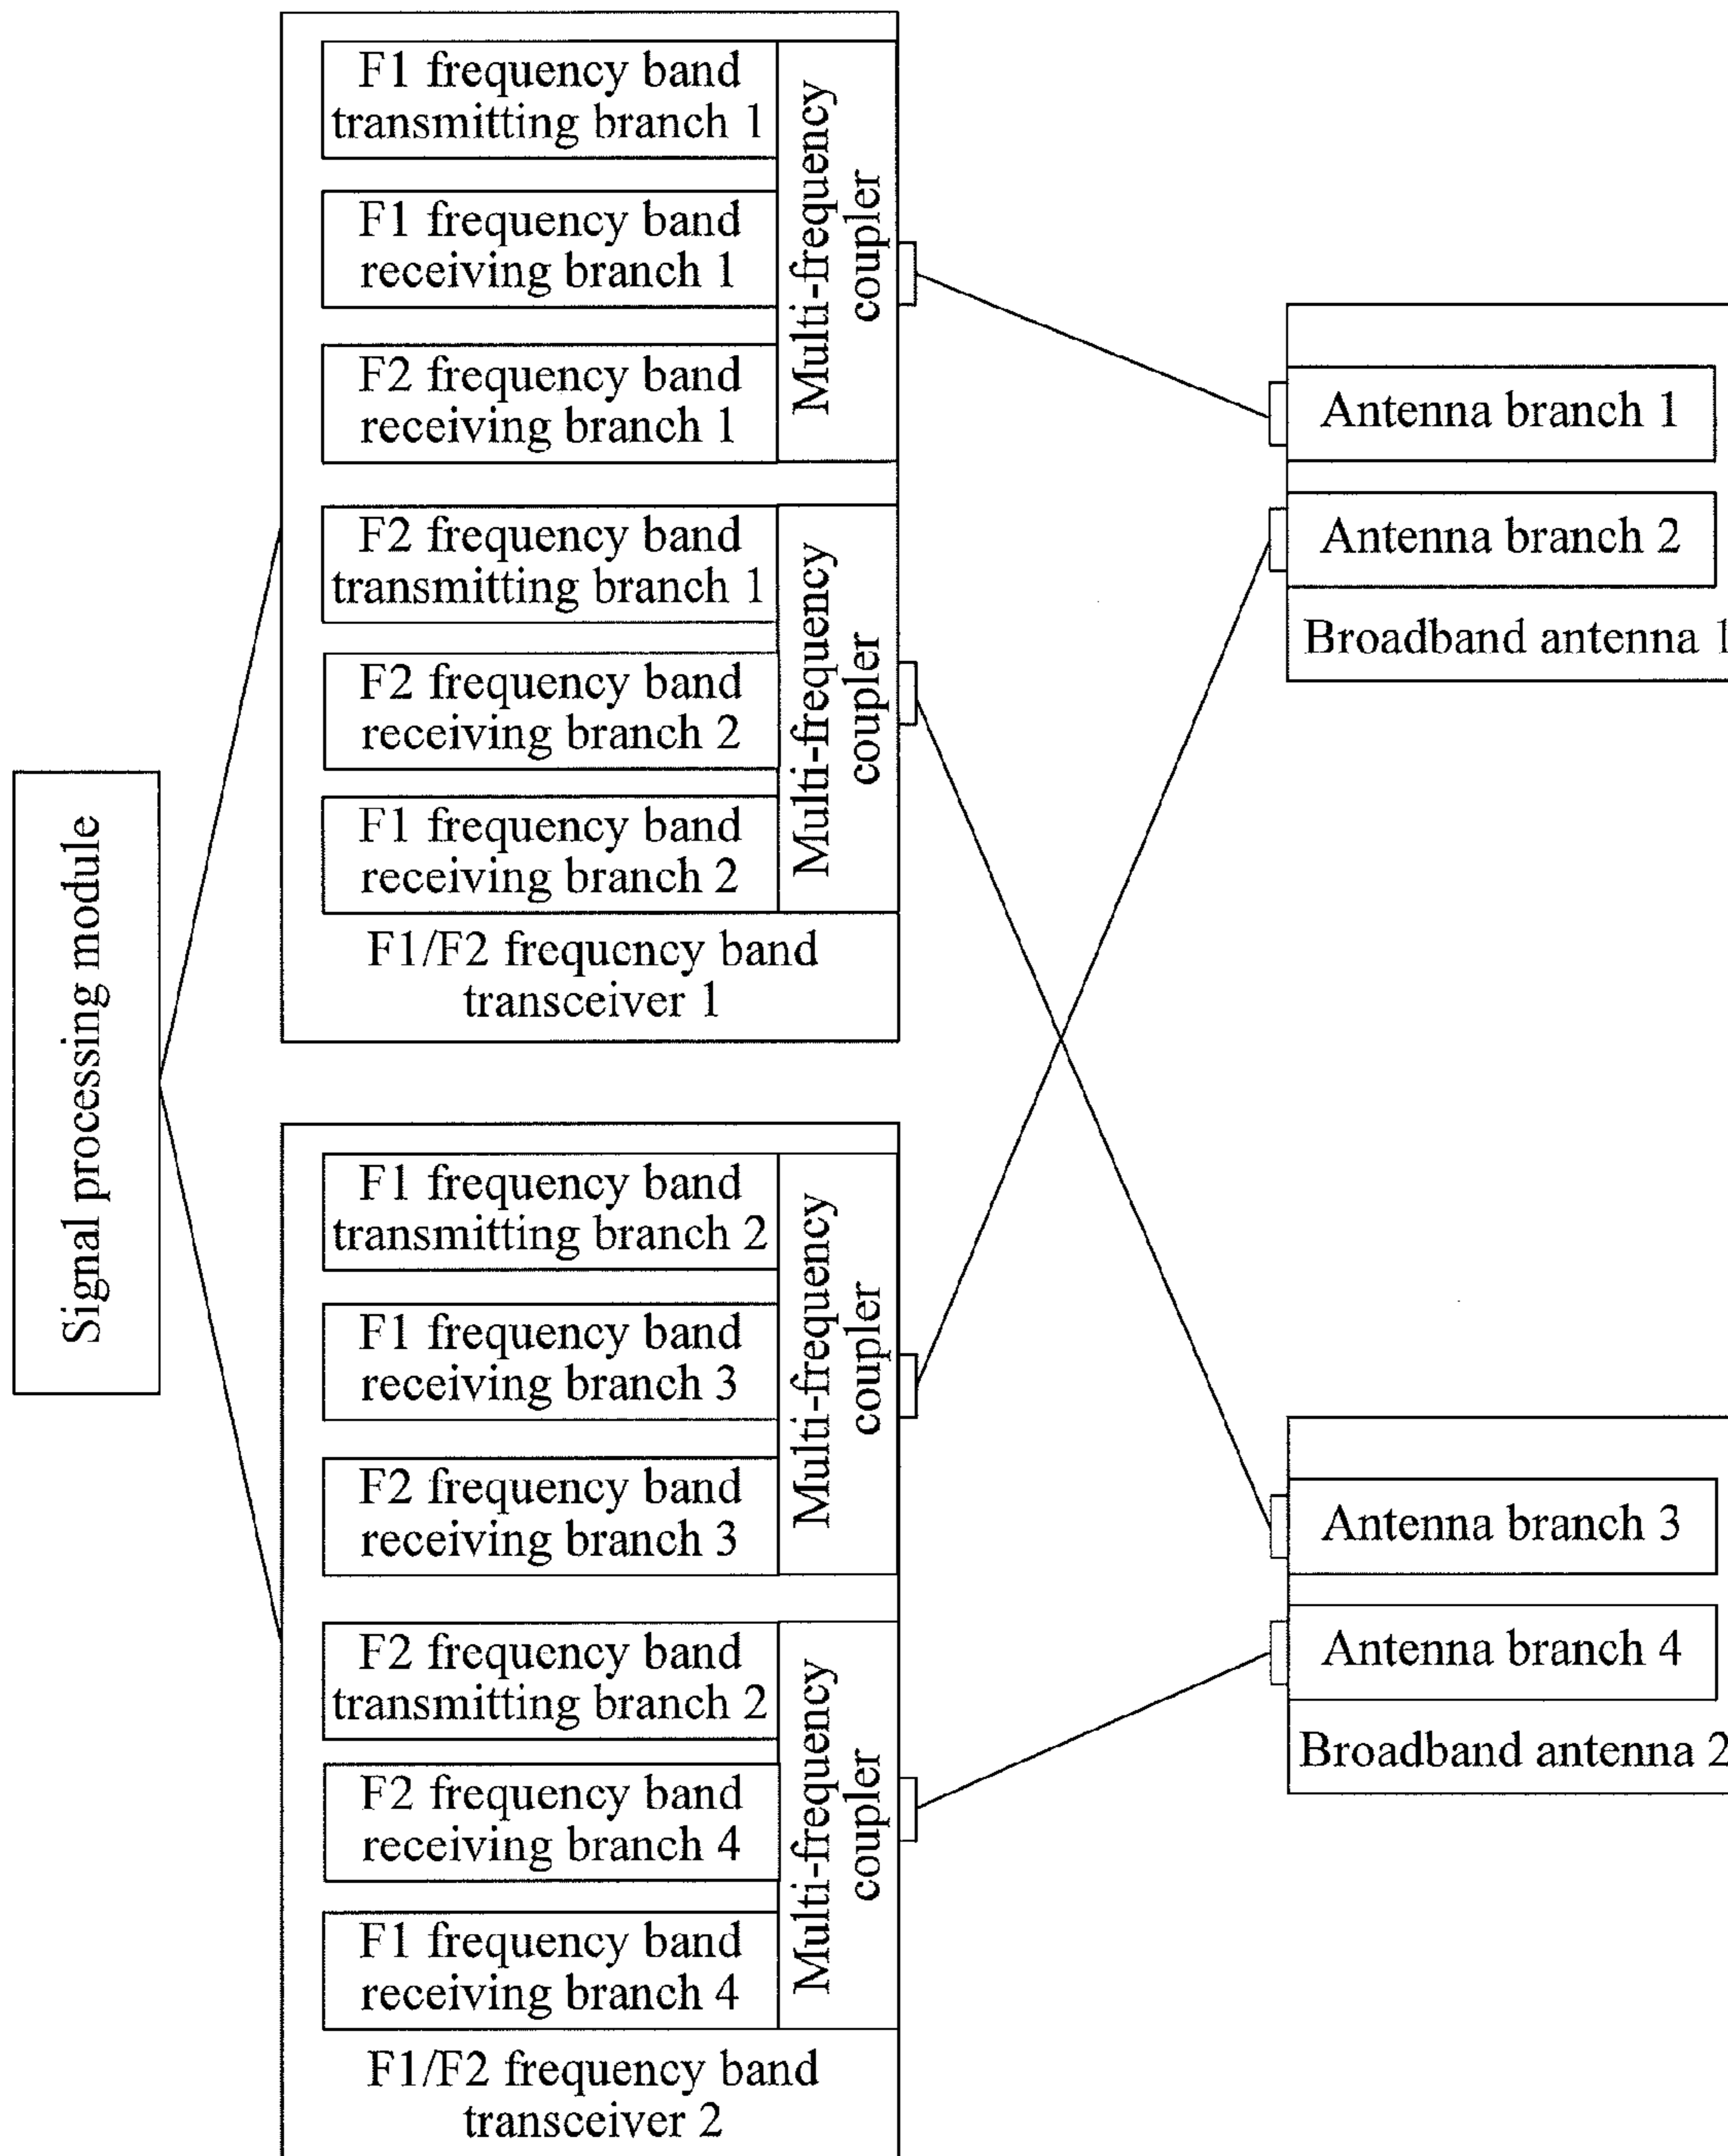 Signal processing module
F1 frequency band
transmitting branch 1
F1 frequency band
receiving branch 1
F2 frequency band
receiving branch 1
Multi-frequency
coupler
F2 frequency band
transmitting branch 1
F2 frequency band
receiving branch 2
F1 frequency band
receiving branch 2
Multi-frequency
coupler
F1/F2 frequency band
transceiver 1
F1 frequency band
transmitting branch 2
F1 frequency band
receiving branch 3
F2 frequency band
receiving branch 3
Multi-frequency
coupler
F2 frequency band
transmitting branch 2
F2 frequency band
receiving branch 4
F1 frequency band
receiving branch 4
Multi-frequency
coupler
F1/F2 frequency band
transceiver 2
Antenna branch 1
Antenna branch 2
Broadband antenna 1
Antenna branch 3
Antenna branch 4
Broadband antenna 2